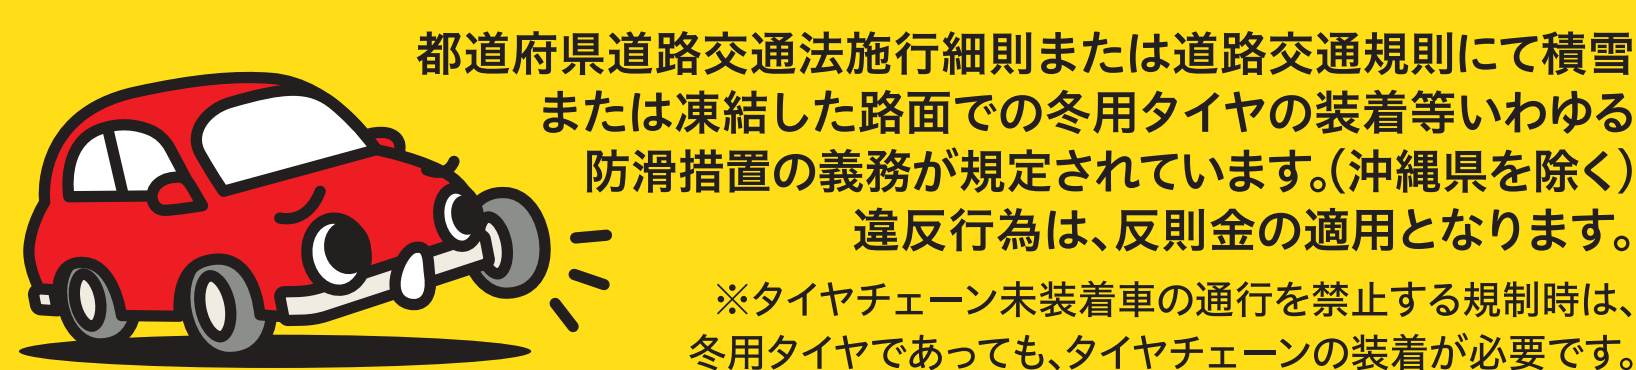 都道府県道路交通法施行細則または道路交通規則にて積雪
または凍結した路面での冬用タイヤの装着等いわゆる
防滑措置の義務が規定されています。(沖縄県を除く)
違反行為は、反則金の適用となります。
※タイヤチェーン未装着車の通行を禁止する規制時は、
冬用タイヤであっても、タイヤチェーンの装着が必要です。